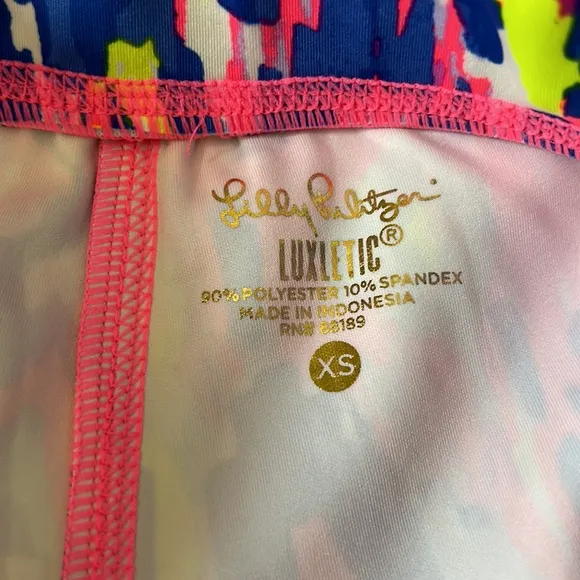 Lilly Pulitzer®
LUXLETIC®
90% POLYESTER 10% SPANDEX
MADE IN INDONESIA
RN# 88189
XS